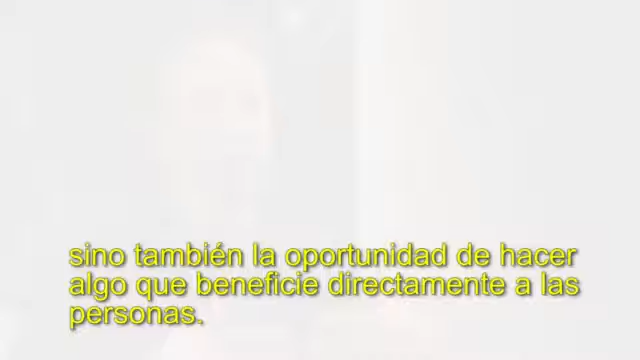 sino también la oportunidad de hacer
algo que beneficie directamente a las
personas.